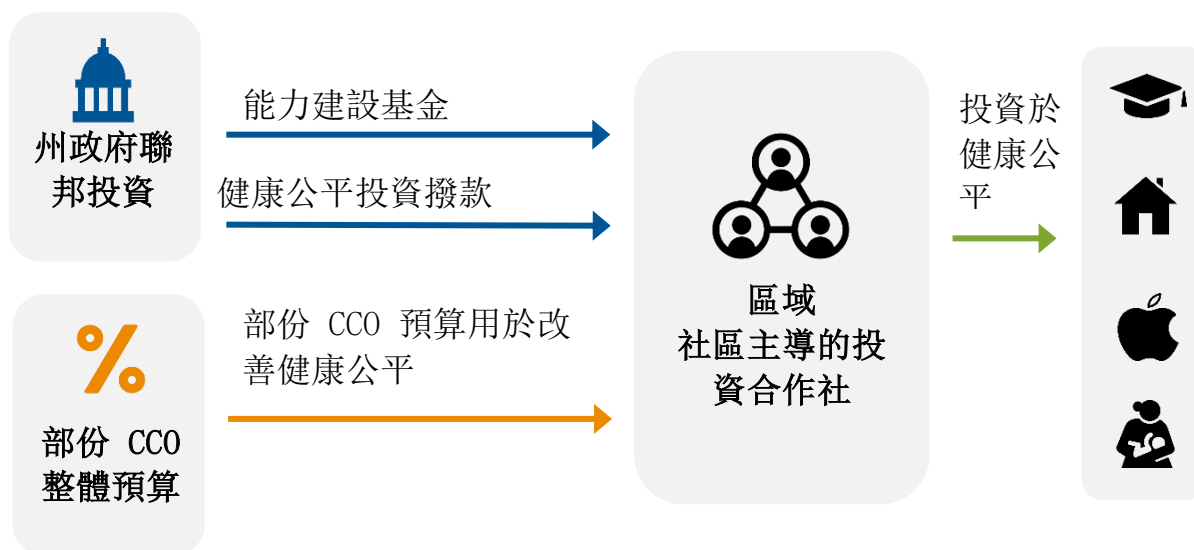 州政府聯
邦投資
能力建設基金
健康公平投資撥款
%
部份 CCO
整體預算
部份 CCO 預算用於改
善健康公平
區域
社區主導的投
資合作社
投資於
健康公
平